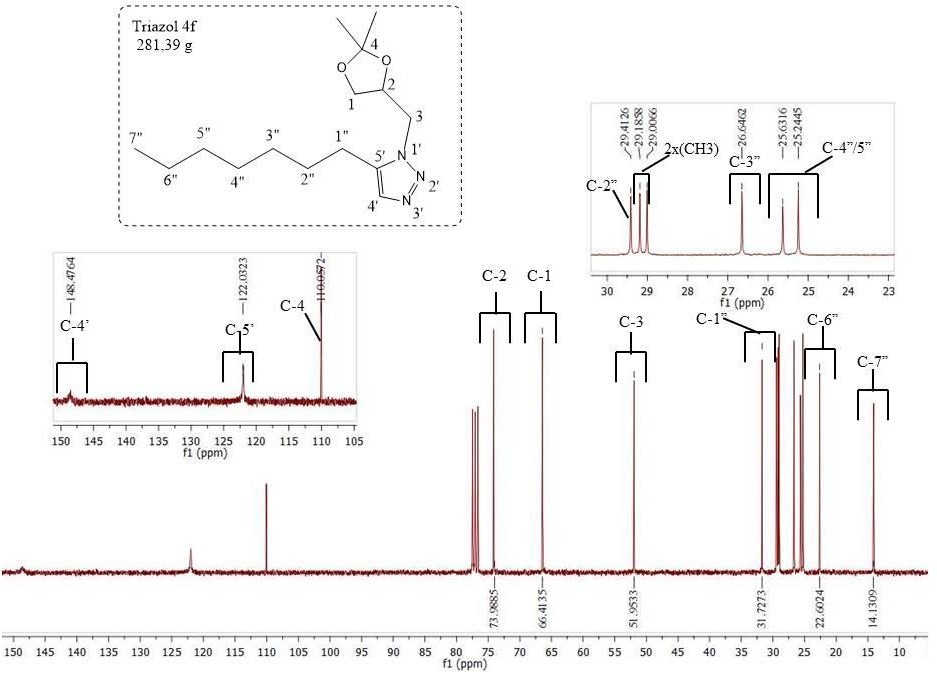 Triazol 4f
281,39 g
4
O
O
2
1
3
7"
5"
3"
1"
1'
6"
4"
2"
5'
N
N
2'
4'
N
3'
29.4126
29.1858
29.0066
26.6462
25.6316
25.2445
2x(CH3)
C-3"
C-4"/5"
C-2"
30 29 28 27 26 25 24 23
f1 (ppm)
148.4764
122.0323
110.0572
C-4'
C-5'
C-4
150 145 140 135 130 125 120 115 110 105
f1 (ppm)
C-2
C-1
C-3
C-1"
C-6"
C-7"
73.9885
66.4135
51.9533
31.7273
22.6024
14.1309
150 145 140 135 130 125 120 115 110 105 100 95 90 85 80 75 70 65 60 55 50 45 40 35 30 25 20 15 10
f1 (ppm)